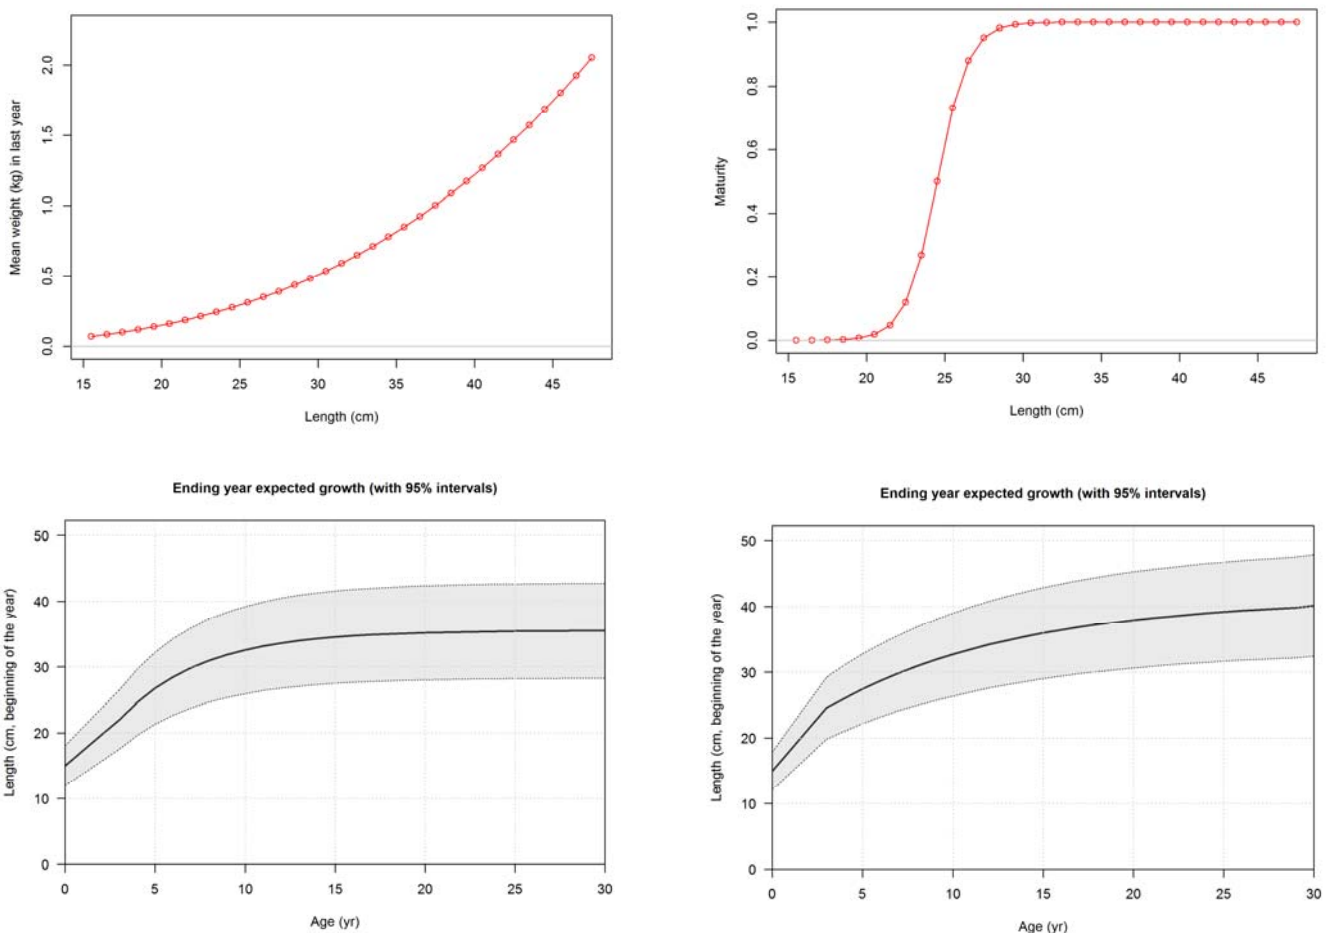 Mean weight (kg) in last year
2.0
1.5
1.0
0.5
0.0
15 20 25 30 35 40 45
Length (cm)
Maturity
1.0
0.8
0.6
0.4
0.2
0.0
15 20 25 30 35 40 45
Length (cm)
Ending year expected growth (with 95% intervals)
Length (cm, beginning of the year)
50
40
30
20
10
0
0 5 10 15 20 25 30
Age (yr)
Ending year expected growth (with 95% intervals)
Length (cm, beginning of the year)
50
40
30
20
10
0
0 5 10 15 20 25 30
Age (yr)